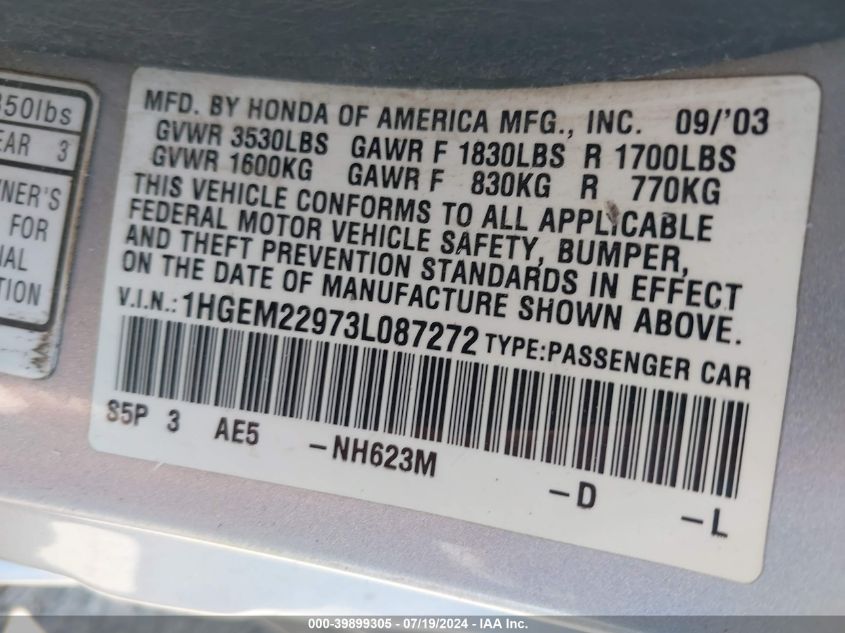 350lbs
EAR 3
NER'S
FOR
IAL
TION
MFD. BY HONDA OF AMERICA MFG., INC. 09/'03
GVWR 3530LBS GAWR F 1830LBS R 1700LBS
GVWR 1600KG GAWR F 830KG R 770KG
THIS VEHICLE CONFORMS TO ALL APPLICABLE
FEDERAL MOTOR VEHICLE SAFETY, BUMPER,
AND THEFT PREVENTION STANDARDS IN EFFECT
ON THE DATE OF MANUFACTURE SHOWN ABOVE.
V.I.N.: 1HGEM22973L087272 TYPE:PASSENGER CAR
S5P 3 AE5 -NH623M -D -L
000-39899305 - 07/19/2024 - IAA Inc.